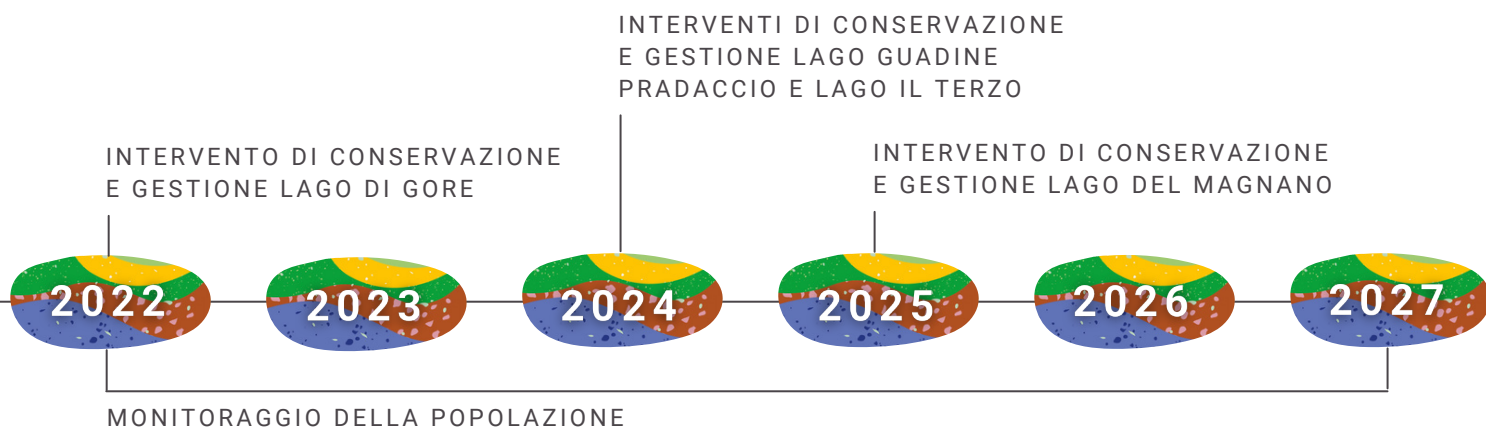 INTERVENTI DI CONSERVAZIONE
E GESTIONE LAGO GUADINE
PRADACCIO E LAGO IL TERZO
INTERVENTO DI CONSERVAZIONE
E GESTIONE LAGO DI GORE
INTERVENTO DI CONSERVAZIONE
E GESTIONE LAGO DEL MAGNANO
2022
2023
2024
2025
2026
2027
MONITORAGGIO DELLA POPOLAZIONE